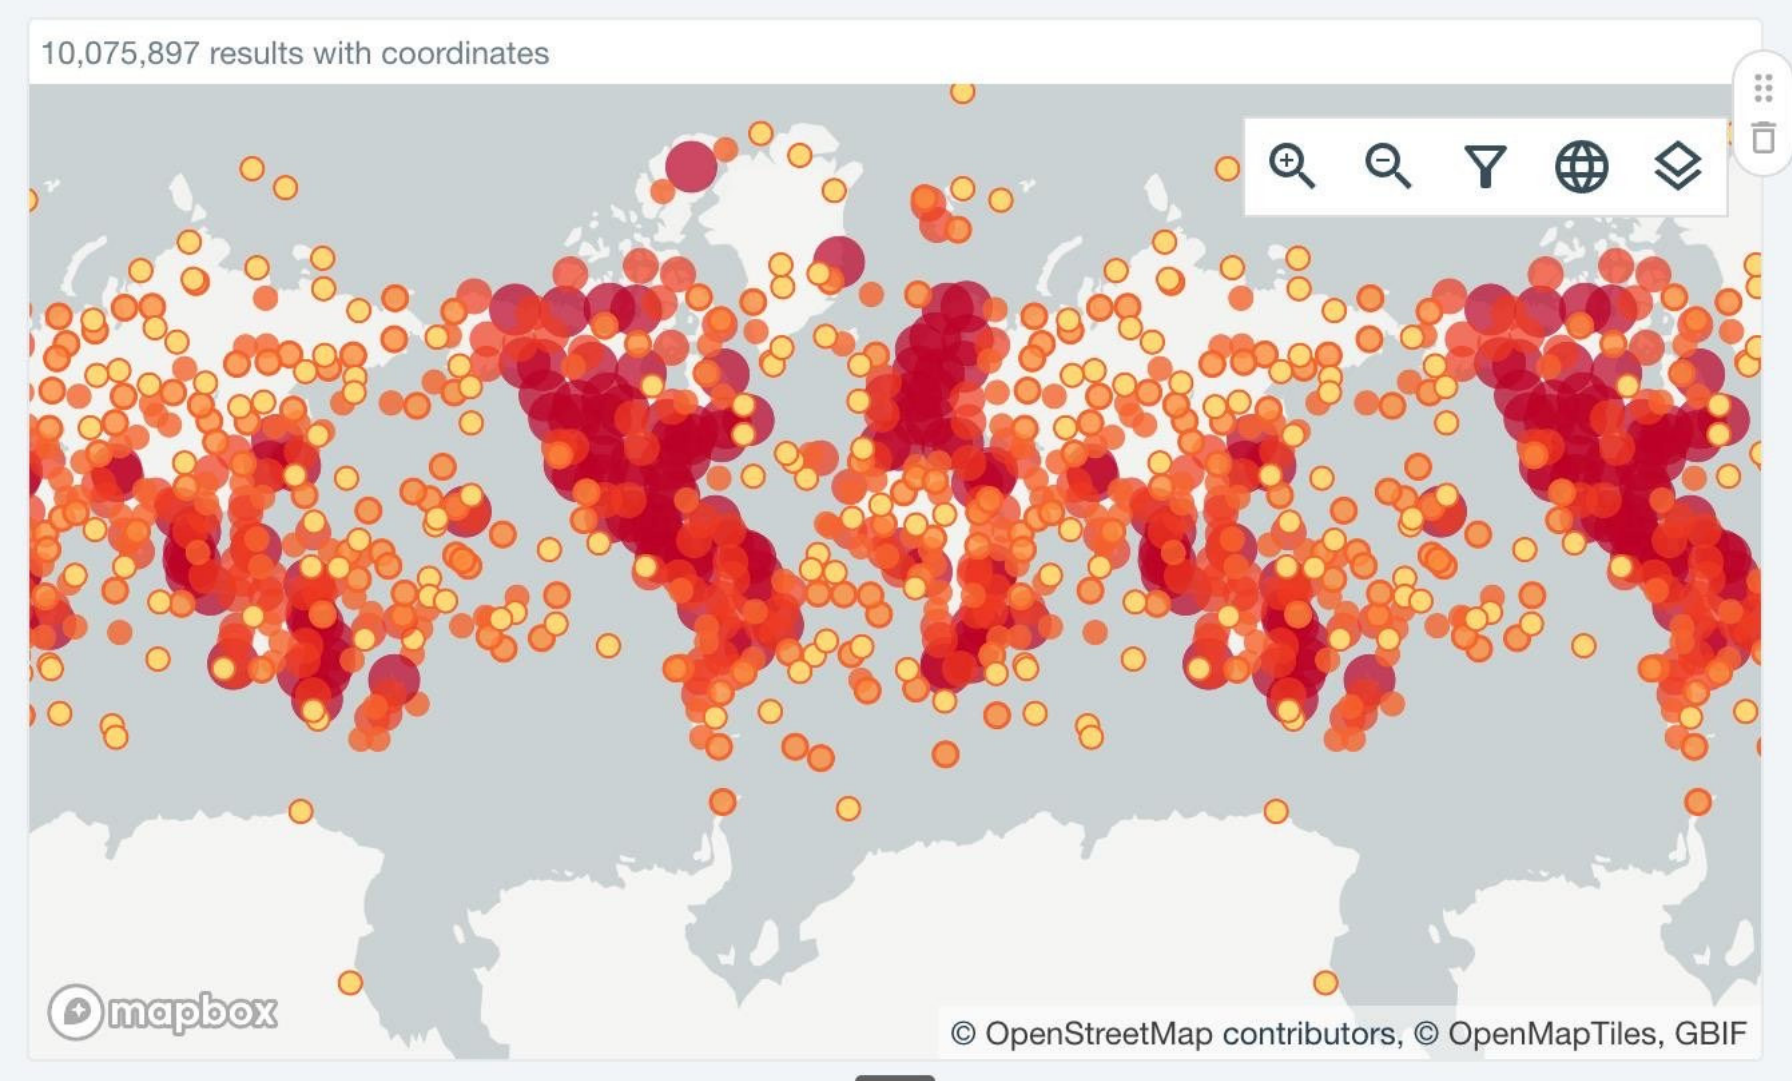 10,075,897 results with coordinates
mapbox
© OpenStreetMap contributors, © OpenMapTiles, GBIF